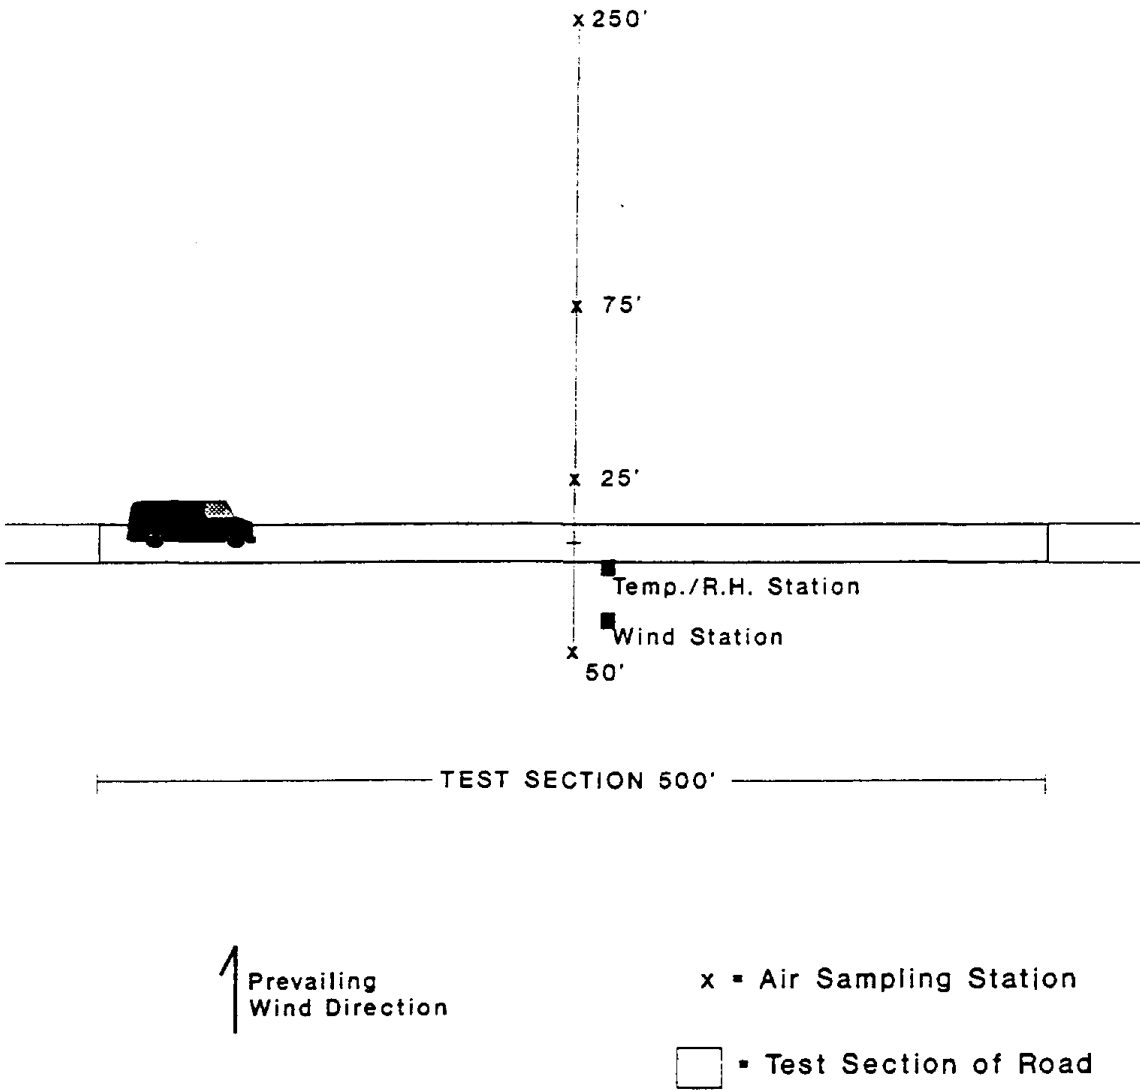 x 250'
x 75'
x 25'
Temp./R.H. Station
Wind Station
x
50'
TEST SECTION 500'
Prevailing
Wind Direction
x = Air Sampling Station
= Test Section of Road